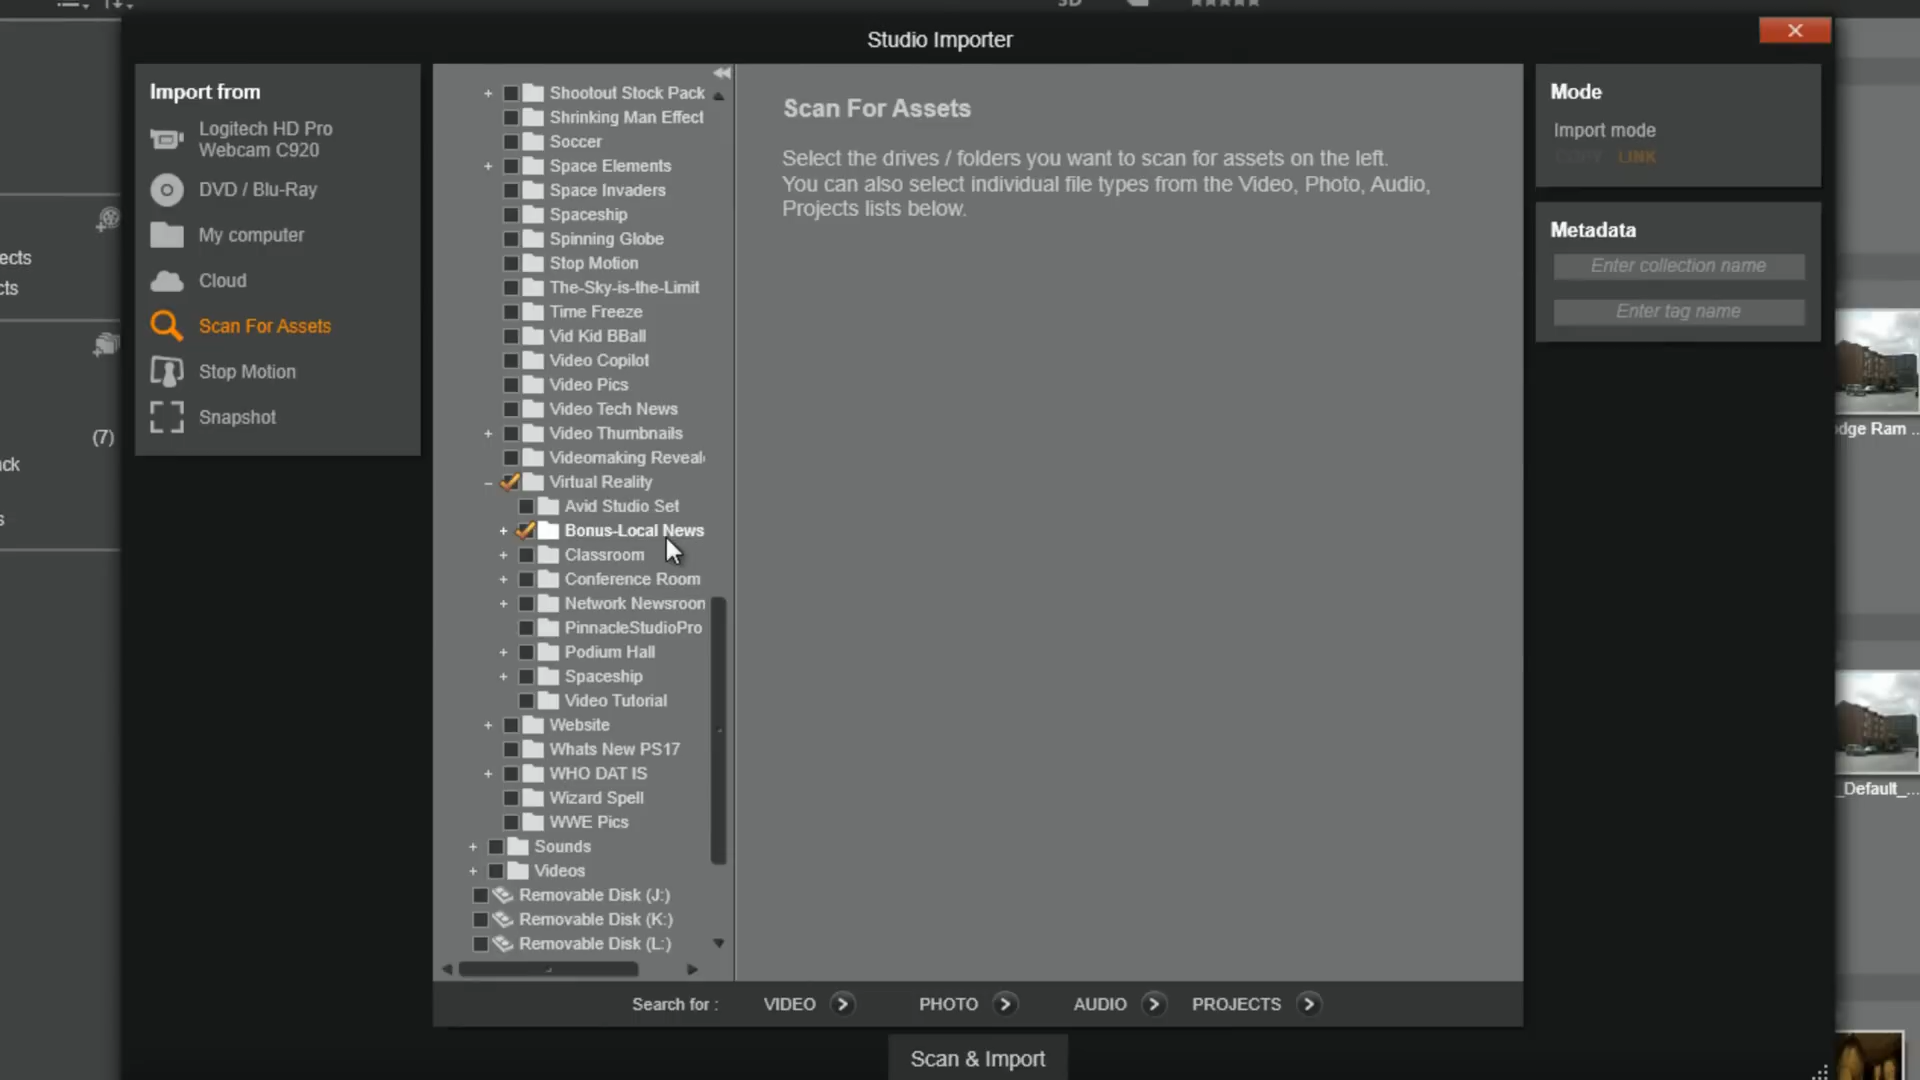 3D
Studio Importer
Import from
Logitech HD Pro
Webcam C920
DVD / Blu-Ray
My computer
Cloud
Scan For Assets
Stop Motion
Snapshot
ects
cts
(7)
ack
s
+ Shootout Stock Pack
Shrinking Man Effect
Soccer
+ Space Elements
Space Invaders
Spaceship
Spinning Globe
Stop Motion
The-Sky-is-the-Limit
Time Freeze
Vid Kid BBall
Video Copilot
Video Pics
Video Tech News
+ Video Thumbnails
Videomaking Reveal
- Virtual Reality
Avid Studio Set
+ Bonus-Local News
+ Classroom
+ Conference Room
+ Network Newsroon
PinnacleStudioPro
+ Podium Hall
+ Spaceship
Video Tutorial
+ Website
Whats New PS17
+ WHO DAT IS
Wizard Spell
WWE Pics
+ Sounds
+ Videos
Removable Disk (J:)
Removable Disk (K:)
Removable Disk (L:)
Scan For Assets
Select the drives / folders you want to scan for assets on the left.
You can also select individual file types from the Video, Photo, Audio,
Projects lists below.
Search for : VIDEO PHOTO AUDIO PROJECTS
Scan & Import
Mode
Import mode
COPY LINK
Metadata
Enter collection name
Enter tag name
dge Ram ...
_Default_...